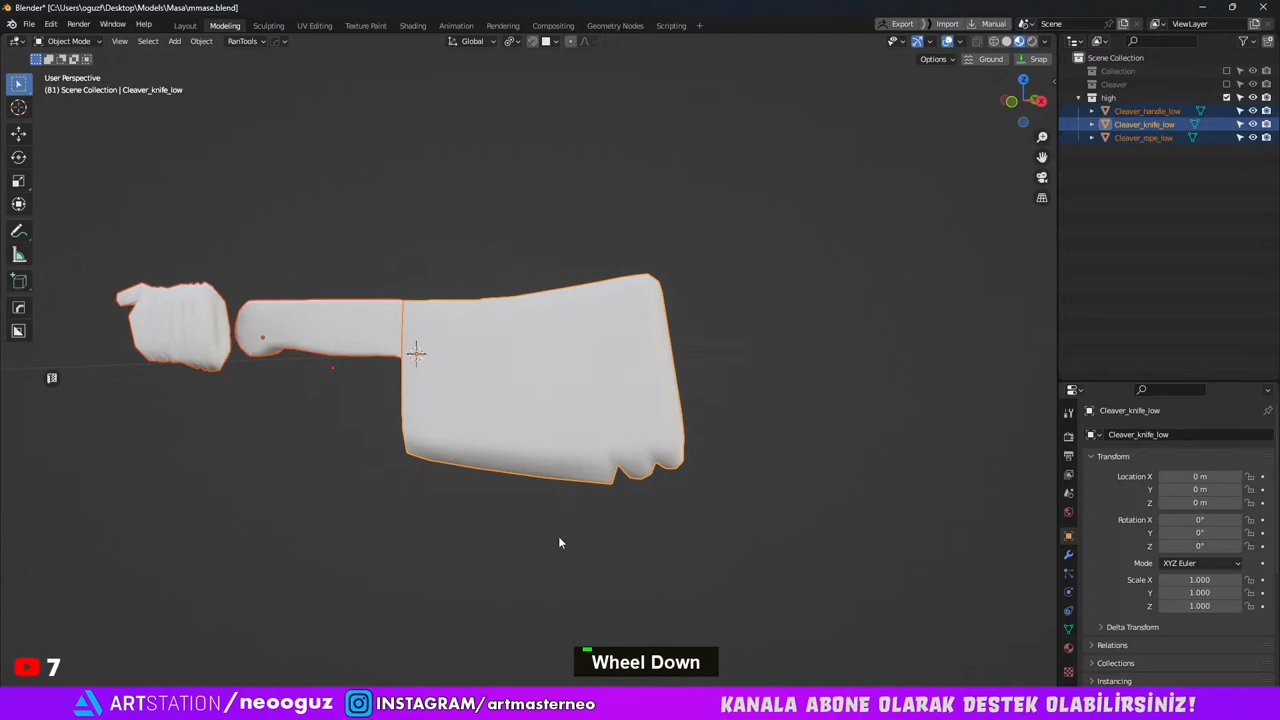 Blender* [C:\Users\oguzl\Desktop\Models\Masa\mmase.blend]
File Edit Render Window Help Layout Modeling Sculpting UV Editing Texture Paint Shading Animation Rendering Compositing Geometry Nodes Scripting Export Import Manual Scene ViewLayer
Object Mode View Select Add Object RanTools Global
Options Ground Snap
User Perspective
(81) Scene Collection | Cleaver_knife_low
Scene Collection
Collection
Cleaver
high
Cleaver_handle_low
Cleaver_knife_low
Cleaver_rope_low
Cleaver_knife_low
Cleaver_knife_low
Transform
Location X 0 m
Y 0 m
Z 0 m
Rotation X 0°
Y 0°
Z 0°
Mode XYZ Euler
Scale X 1.000
Y 1.000
Z 1.000
Delta Transform
Relations
Collections
Instancing
7
Wheel Down
ARTSTATION/neooguz INSTAGRAM/artmasterneo KANALA ABONE OLARAK DESTEK OLABİLİRSİNİZ!